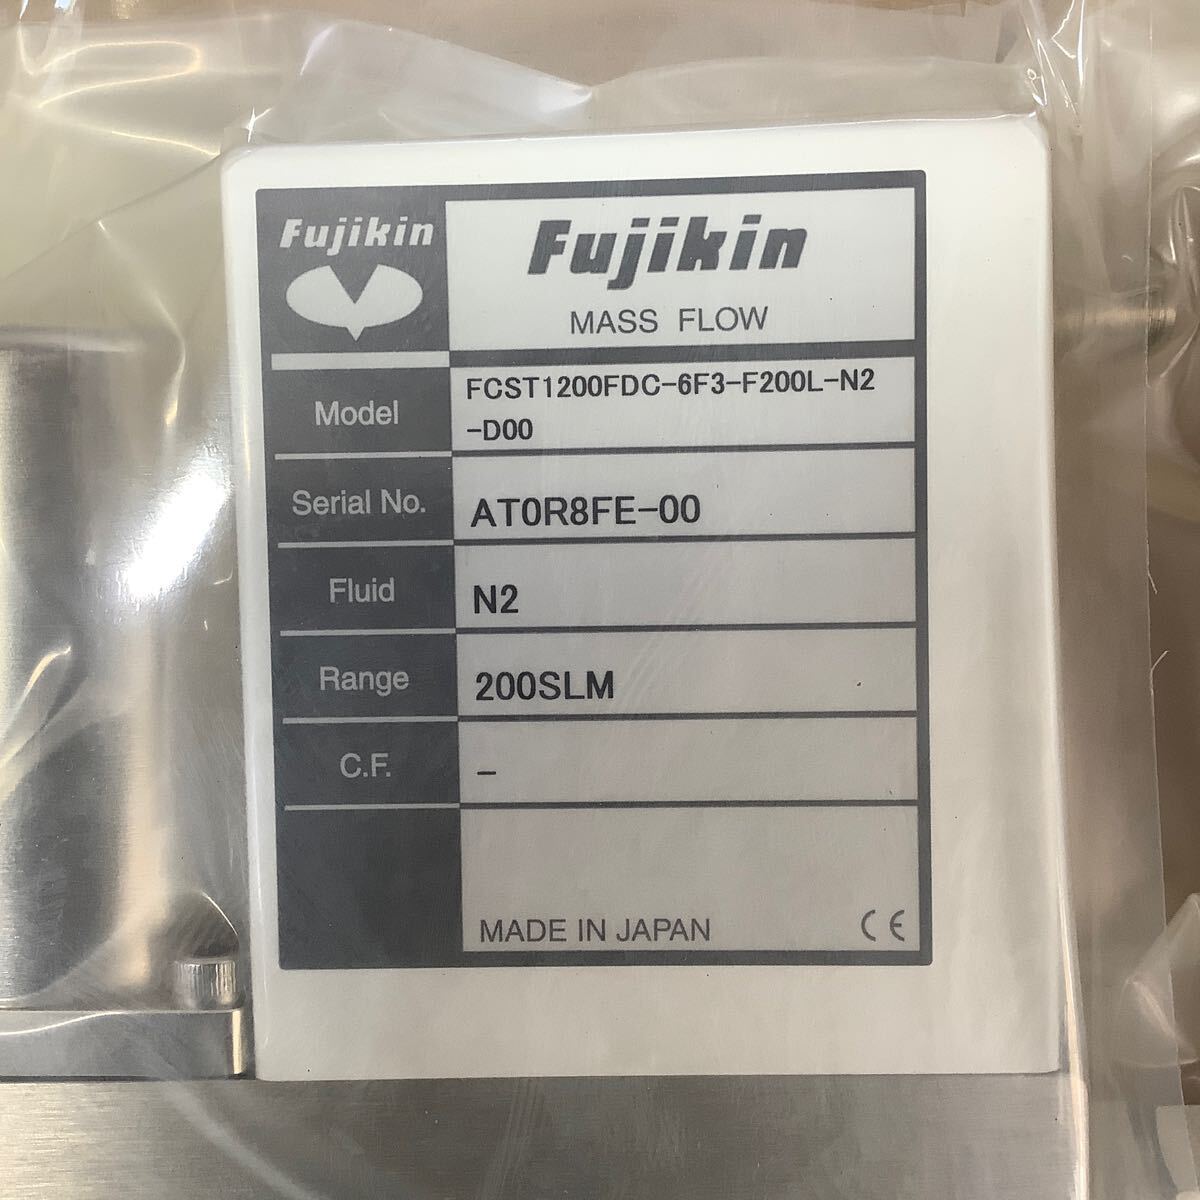 Fujikin
Fujikin
MASS FLOW
Model
FCST1200FDC-6F3-F200L-N2
-D00
Serial No.
AT0R8FE-00
Fluid
N2
Range
200SLM
C.F.
-
MADE IN JAPAN
CE